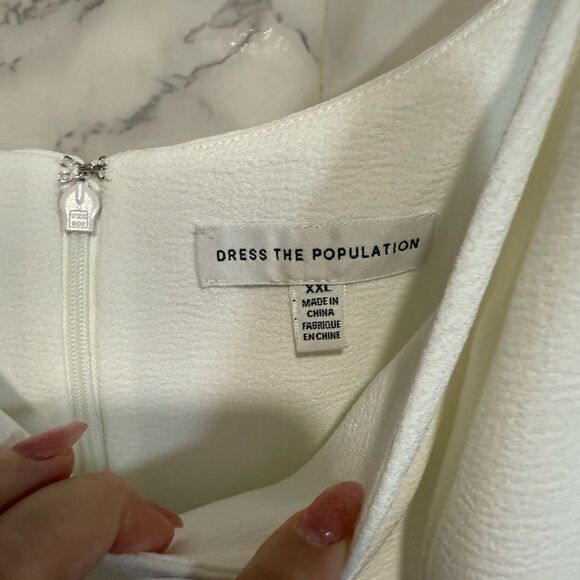 DRESS THE POPULATION
XXL
MADE IN
CHINA
FABRIQUE
EN CHINE